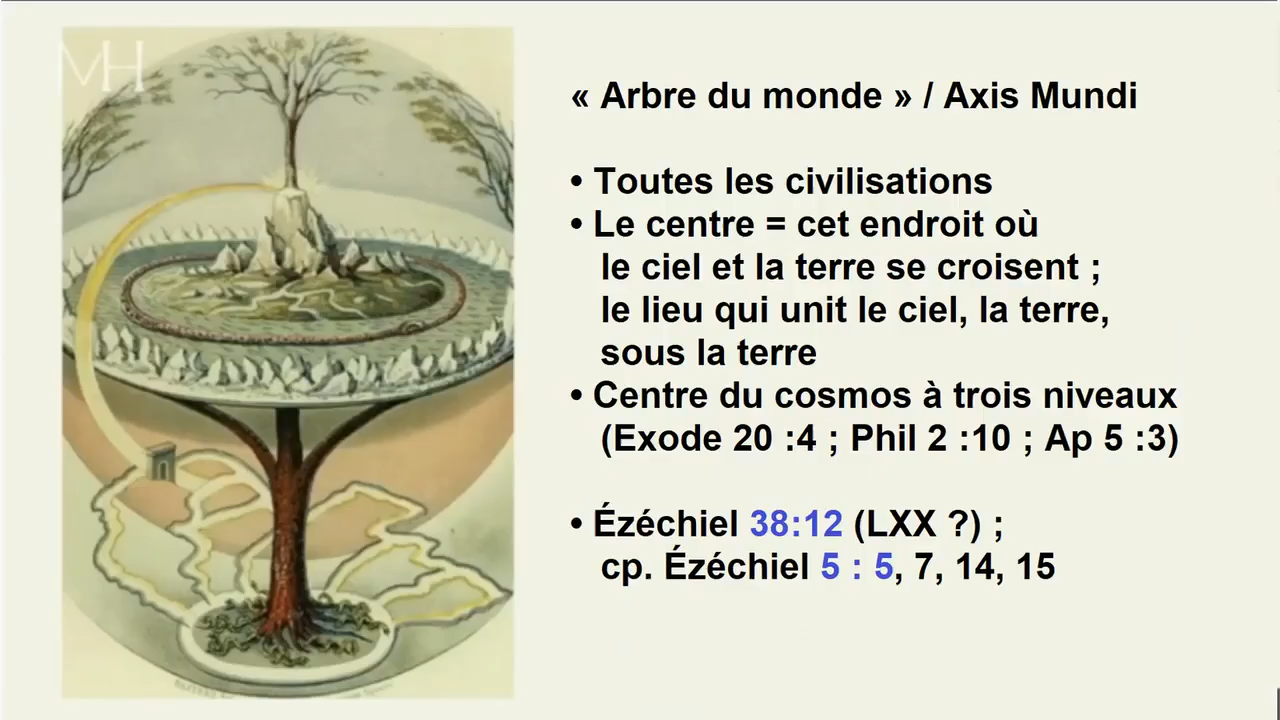 MH
« Arbre du monde » / Axis Mundi
• Toutes les civilisations
• Le centre = cet endroit où
le ciel et la terre se croisent ;
le lieu qui unit le ciel, la terre,
sous la terre
• Centre du cosmos à trois niveaux
(Exode 20 :4 ; Phil 2 :10 ; Ap 5 :3)
• Ézéchiel 38:12 (LXX ?) ;
cp. Ézéchiel 5 : 5, 7, 14, 15